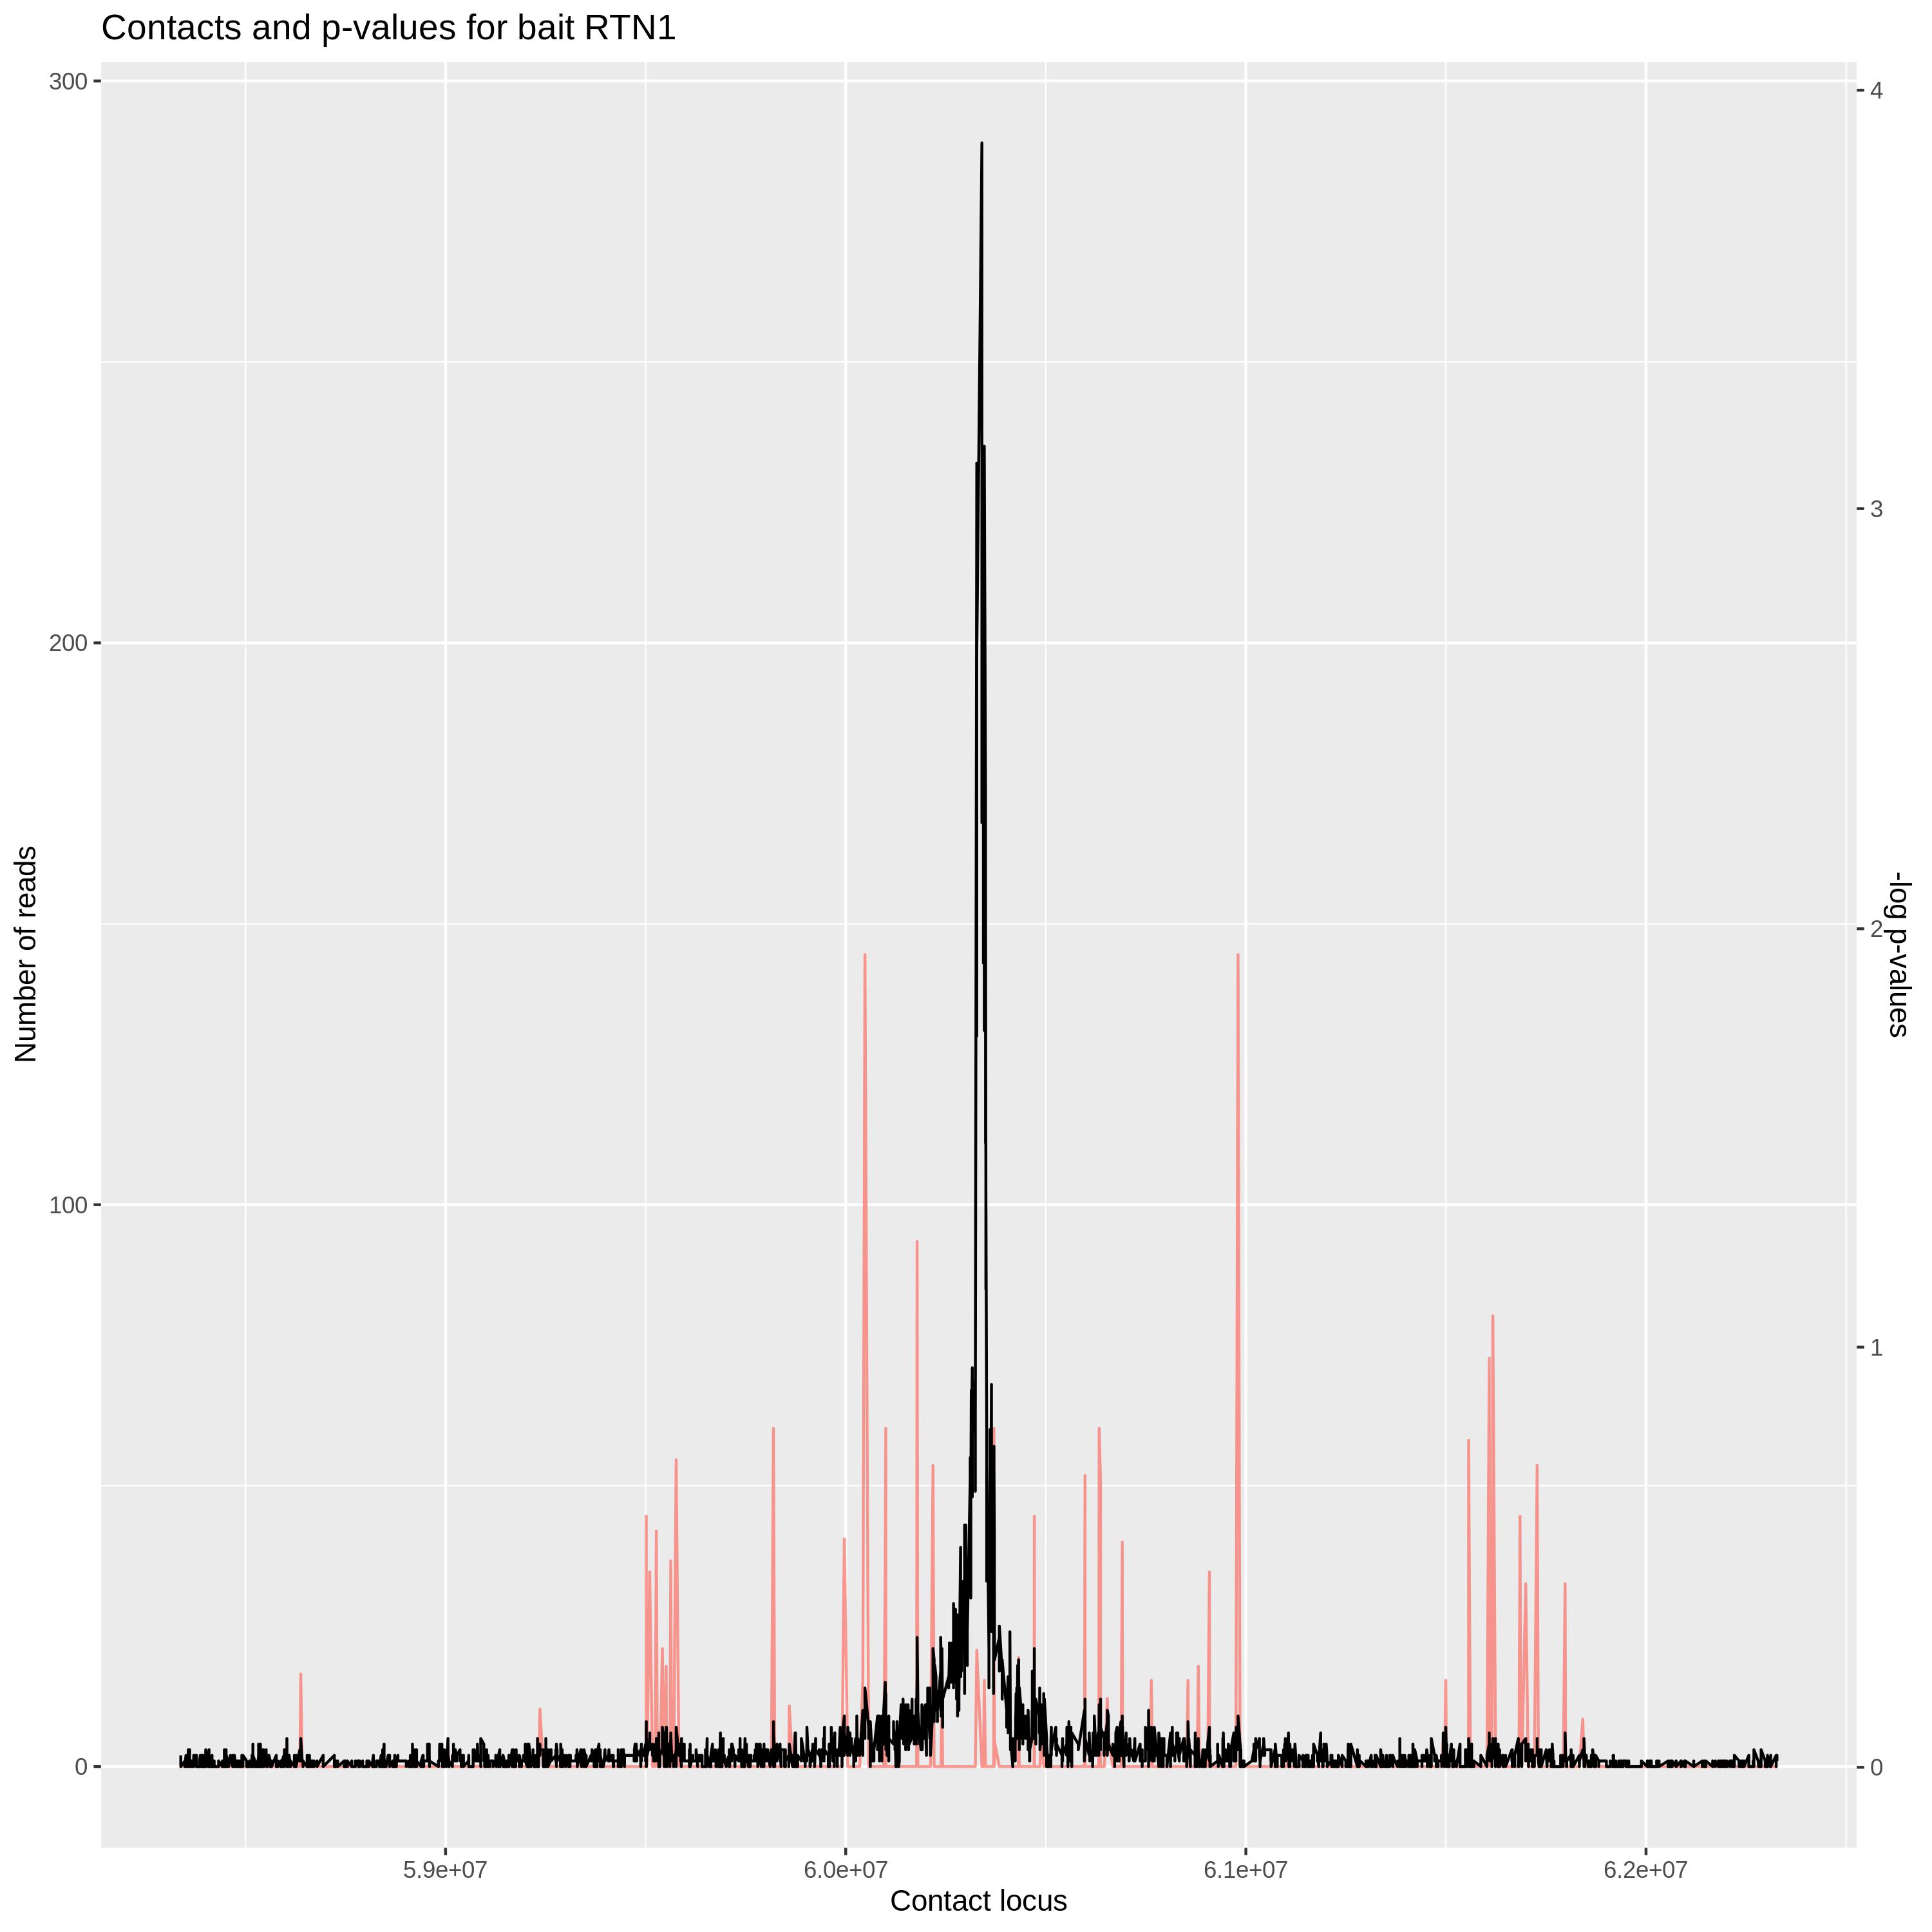 Contacts and p-values for bait RTN1
300
200
100
0
4
3
2
1
0
Number of reads
-log p-values
5.9e+07 6.0e+07 6.1e+07 6.2e+07
Contact locus